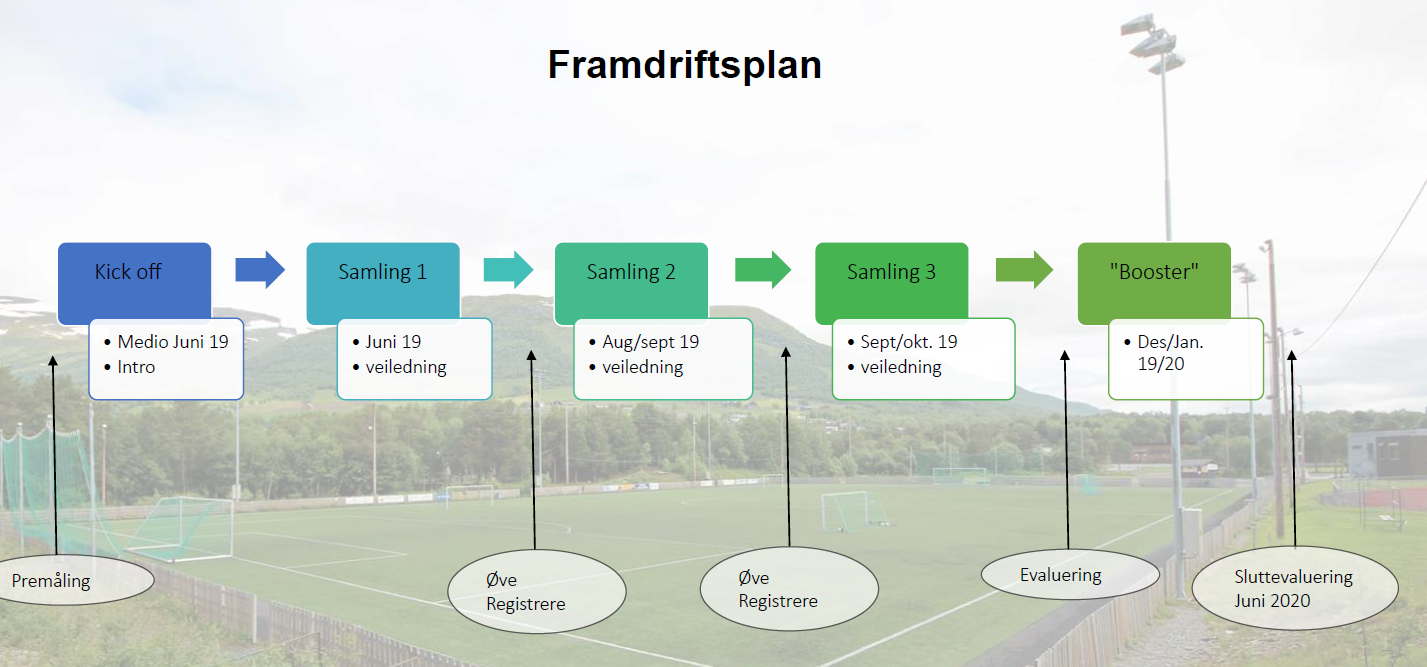 Framdriftsplan
Kick off
• Medio Juni 19
• Intro
Samling 1
• Juni 19
• veiledning
Samling 2
• Aug/sept 19
• veiledning
Samling 3
• Sept/okt. 19
• veiledning
"Booster"
• Des/Jan.
19/20
Premåling
Øve
Registrere
Øve
Registrere
Evaluering
Sluttevaluering
Juni 2020